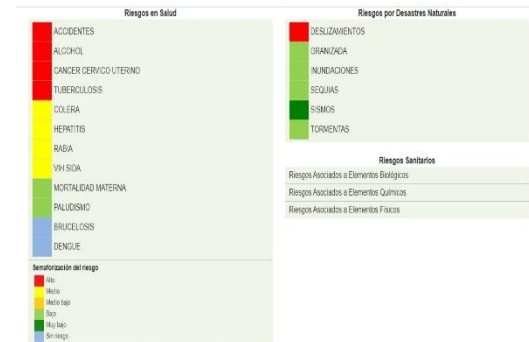 Riesgos en Salud
ACCIDENTES
ALCOHOL
CANCER CERVICO UTERINO
TUBERCULOSIS
COLERA
HEPATITIS
RABIA
VIH SIDA
MORTALIDAD MATERNA
PALUDISMO
BRUCELOSIS
DENGUE
Semaforización del riesgo
Alto
Medio
Medio bajo
Bajo
Muy bajo
Sin riesgo
Riesgos por Desastres Naturales
DESLIZAMIENTOS
GRANIZADA
INUNDACIONES
SEQUIAS
SISMOS
TORMENTAS
Riesgos Sanitarios
Riesgos Asociados a Elementos Biológicos
Riesgos Asociados a Elementos Químicos
Riesgos Asociados a Elementos Físicos